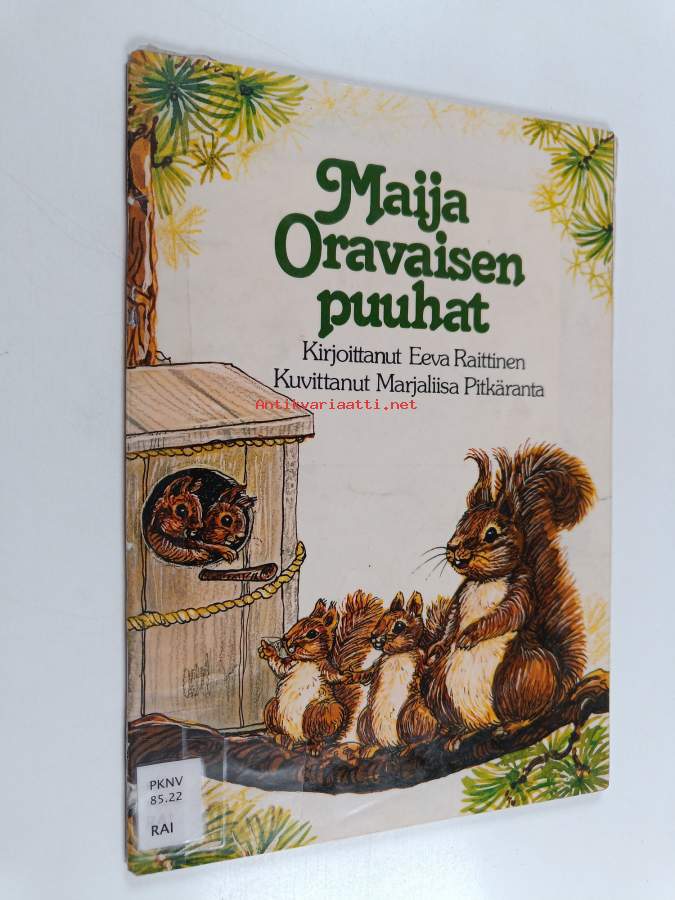 Maija
Oravaisen
puuhat
Kirjoittanut Eeva Raittinen
Kuvittanut Marjaliisa Pitkäranta
Antikvariaatti.net
PKNV
85.22
RAI